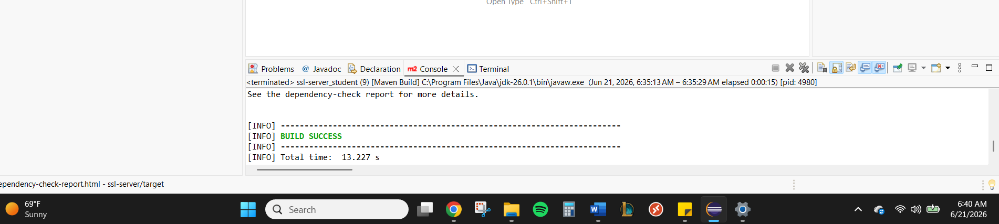 Open Type Ctrl+Shift+T
Problems @ Javadoc Declaration m2 Console Terminal
<terminated> ssl-server_student (9) [Maven Build] C:\Program Files\Java\jdk-26.0.1\bin\javaw.exe (Jun 21, 2026, 6:35:13 AM – 6:35:29 AM elapsed 0:00:15) [pid: 4980]
See the dependency-check report for more details.
[INFO] ------------------------------------------------------------------------
[INFO] BUILD SUCCESS
[INFO] ------------------------------------------------------------------------
[INFO] Total time:  13.227 s
ependency-check-report.html - ssl-server/target
69°F
Sunny
Search
6:40 AM
6/21/2026